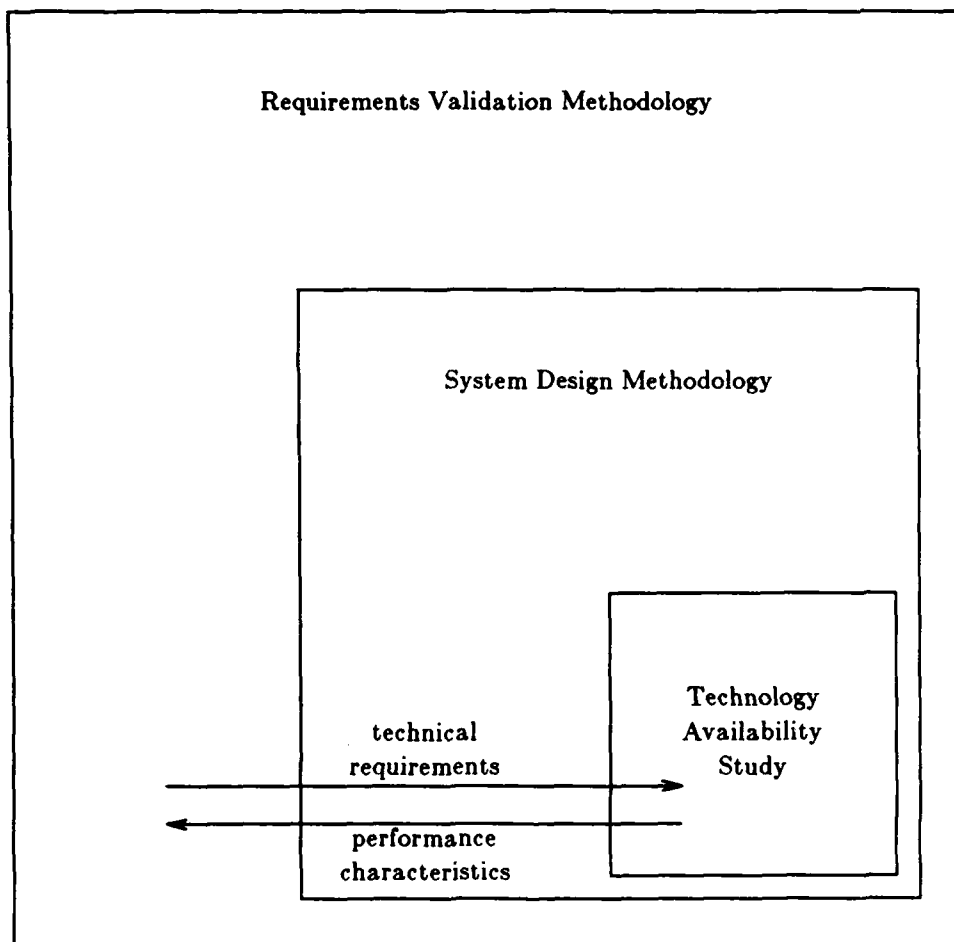 Requirements Validation Methodology
System Design Methodology
Technology
Availability
Study
technical
requirements
performance
characteristics